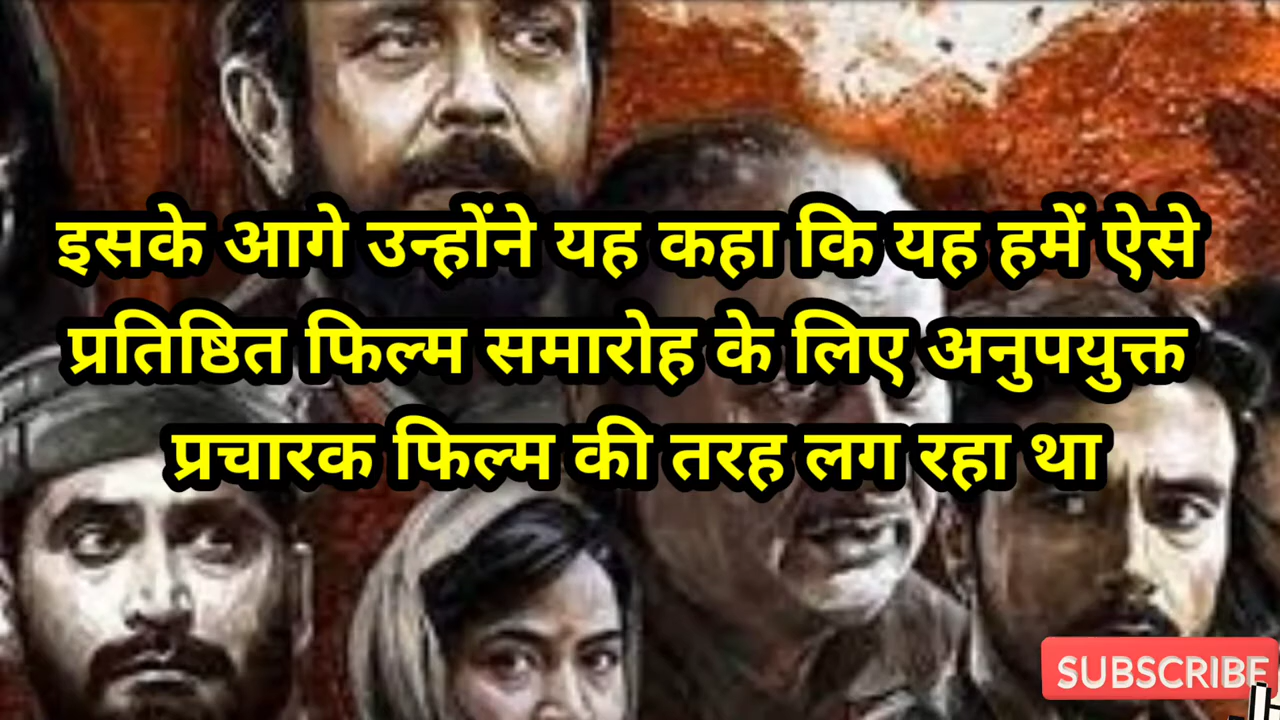 इसके आगे उन्होंने यह कहा कि यह हमें ऐसे
प्रतिष्ठित फिल्म समारोह के लिए अनुपयुक्त
प्रचारक फिल्म की तरह लग रहा था
SUBSCRIBE